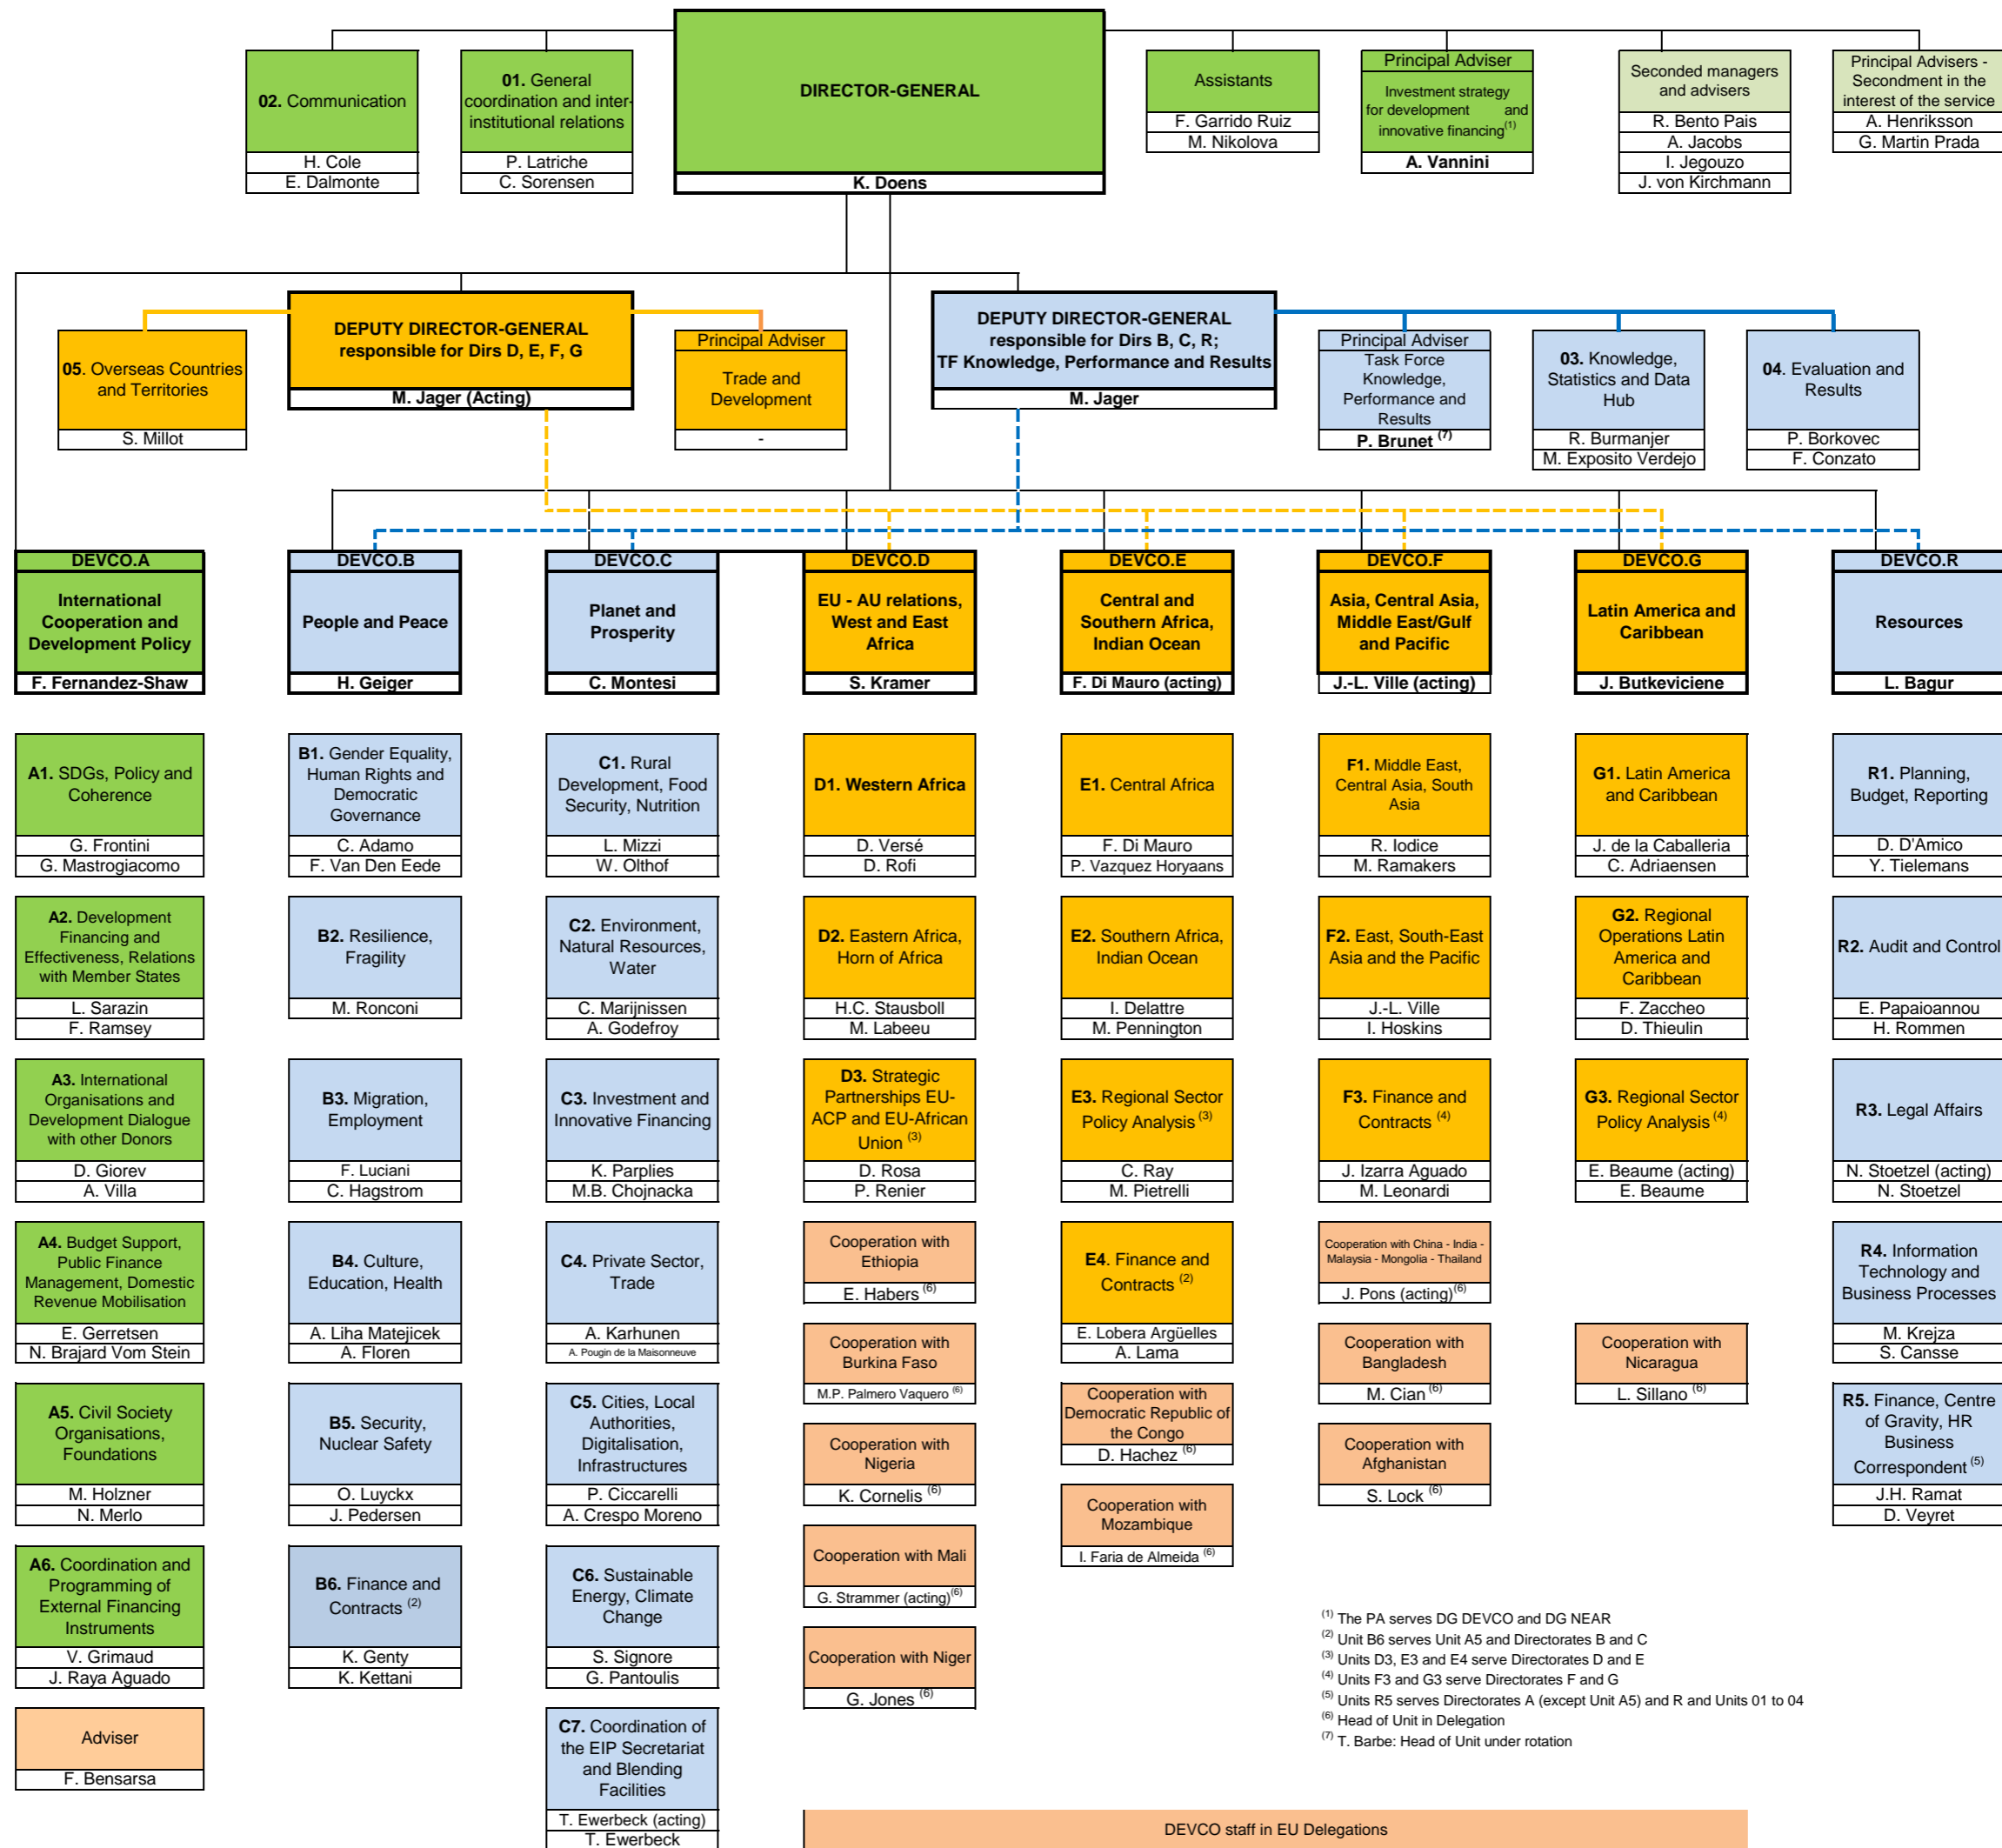 DIRECTOR-GENERAL
K. Doens
02. Communication
H. Cole
E. Dalmonte
01. General
coordination and inter-
institutional relations
P. Latriche
C. Sorensen
Assistants
F. Garrido Ruiz
M. Nikolova
Principal Adviser
Investment strategy
for development and
innovative financing(1)
A. Vannini
Seconded managers
and advisers
R. Bento Pais
A. Jacobs
I. Jegouzo
J. von Kirchmann
Principal Advisers -
Secondment in the
interest of the service
A. Henriksson
G. Martin Prada
05. Overseas Countries
and Territories
S. Millot
DEPUTY DIRECTOR-GENERAL
responsible for Dirs D, E, F, G
M. Jager (Acting)
Principal Adviser
Trade and
Development
-
DEPUTY DIRECTOR-GENERAL
responsible for Dirs B, C, R;
TF Knowledge, Performance and Results
M. Jager
Principal Adviser
Task Force
Knowledge,
Performance and
Results
P. Brunet (7)
03. Knowledge,
Statistics and Data
Hub
R. Burmanjer
M. Exposito Verdejo
04. Evaluation and
Results
P. Borkovec
F. Conzato
DEVCO.A
International
Cooperation and
Development Policy
F. Fernandez-Shaw
A1. SDGs, Policy and
Coherence
G. Frontini
G. Mastrogiacomo
A2. Development
Financing and
Effectiveness, Relations
with Member States
L. Sarazin
F. Ramsey
A3. International
Organisations and
Development Dialogue
with other Donors
D. Giorev
A. Villa
A4. Budget Support,
Public Finance
Management, Domestic
Revenue Mobilisation
E. Gerretsen
N. Brajard Vom Stein
A5. Civil Society
Organisations,
Foundations
M. Holzner
N. Merlo
A6. Coordination and
Programming of
External Financing
Instruments
V. Grimaud
J. Raya Aguado
Adviser
F. Bensarsa
DEVCO.B
People and Peace
H. Geiger
B1. Gender Equality,
Human Rights and
Democratic
Governance
C. Adamo
F. Van Den Eede
B2. Resilience,
Fragility
M. Ronconi
B3. Migration,
Employment
F. Luciani
C. Hagstrom
B4. Culture,
Education, Health
A. Liha Matejicek
A. Floren
B5. Security,
Nuclear Safety
O. Luyckx
J. Pedersen
B6. Finance and
Contracts (2)
K. Genty
K. Kettani
DEVCO.C
Planet and
Prosperity
C. Montesi
C1. Rural
Development, Food
Security, Nutrition
L. Mizzi
W. Olthof
C2. Environment,
Natural Resources,
Water
C. Marijnissen
A. Godefroy
C3. Investment and
Innovative Financing
K. Parplies
M.B. Chojnacka
C4. Private Sector,
Trade
A. Karhunen
A. Pougin de la Maisonneuve
C5. Cities, Local
Authorities,
Digitalisation,
Infrastructures
P. Ciccarelli
A. Crespo Moreno
C6. Sustainable
Energy, Climate
Change
S. Signore
G. Pantoulis
C7. Coordination of
the EIP Secretariat
and Blending
Facilities
T. Ewerbeck (acting)
T. Ewerbeck
DEVCO.D
EU - AU relations,
West and East
Africa
S. Kramer
D1. Western Africa
D. Versé
D. Rofi
D2. Eastern Africa,
Horn of Africa
H.C. Stausboll
M. Labeeu
D3. Strategic
Partnerships EU-
ACP and EU-African
Union (3)
D. Rosa
P. Renier
Cooperation with
Ethiopia
E. Habers (6)
Cooperation with
Burkina Faso
M.P. Palmero Vaquero (6)
Cooperation with
Nigeria
K. Cornelis (6)
Cooperation with Mali
G. Strammer (acting)(6)
Cooperation with Niger
G. Jones (6)
DEVCO.E
Central and
Southern Africa,
Indian Ocean
F. Di Mauro (acting)
E1. Central Africa
F. Di Mauro
P. Vazquez Horyaans
E2. Southern Africa,
Indian Ocean
I. Delattre
M. Pennington
E3. Regional Sector
Policy Analysis (3)
C. Ray
M. Pietrelli
E4. Finance and
Contracts (2)
E. Lobera Argüelles
A. Lama
Cooperation with
Democratic Republic of
the Congo
D. Hachez (6)
Cooperation with
Mozambique
I. Faria de Almeida (6)
DEVCO.F
Asia, Central Asia,
Middle East/Gulf
and Pacific
J.-L. Ville (acting)
F1. Middle East,
Central Asia, South
Asia
R. Iodice
M. Ramakers
F2. East, South-East
Asia and the Pacific
J.-L. Ville
I. Hoskins
F3. Finance and
Contracts (4)
J. Izarra Aguado
M. Leonardi
Cooperation with China - India -
Malaysia - Mongolia - Thailand
J. Pons (acting)(6)
Cooperation with
Bangladesh
M. Cian (6)
Cooperation with
Afghanistan
S. Lock (6)
DEVCO.G
Latin America and
Caribbean
J. Butkeviciene
G1. Latin America
and Caribbean
J. de la Caballeria
C. Adriaensen
G2. Regional
Operations Latin
America and
Caribbean
F. Zaccheo
D. Thieulin
G3. Regional Sector
Policy Analysis (4)
E. Beaume (acting)
E. Beaume
Cooperation with
Nicaragua
L. Sillano (6)
DEVCO.R
Resources
L. Bagur
R1. Planning,
Budget, Reporting
D. D'Amico
Y. Tielemans
R2. Audit and Control
E. Papaioannou
H. Rommen
R3. Legal Affairs
N. Stoetzel (acting)
N. Stoetzel
R4. Information
Technology and
Business Processes
M. Krejza
S. Cansse
R5. Finance, Centre
of Gravity, HR
Business
Correspondent (5)
J.H. Ramat
D. Veyret
(1) The PA serves DG DEVCO and DG NEAR
(2) Unit B6 serves Unit A5 and Directorates B and C
(3) Units D3, E3 and E4 serve Directorates D and E
(4) Units F3 and G3 serve Directorates F and G
(5) Units R5 serves Directorates A (except Unit A5) and R and Units 01 to 04
(6) Head of Unit in Delegation
(7) T. Barbe: Head of Unit under rotation
DEVCO staff in EU Delegations